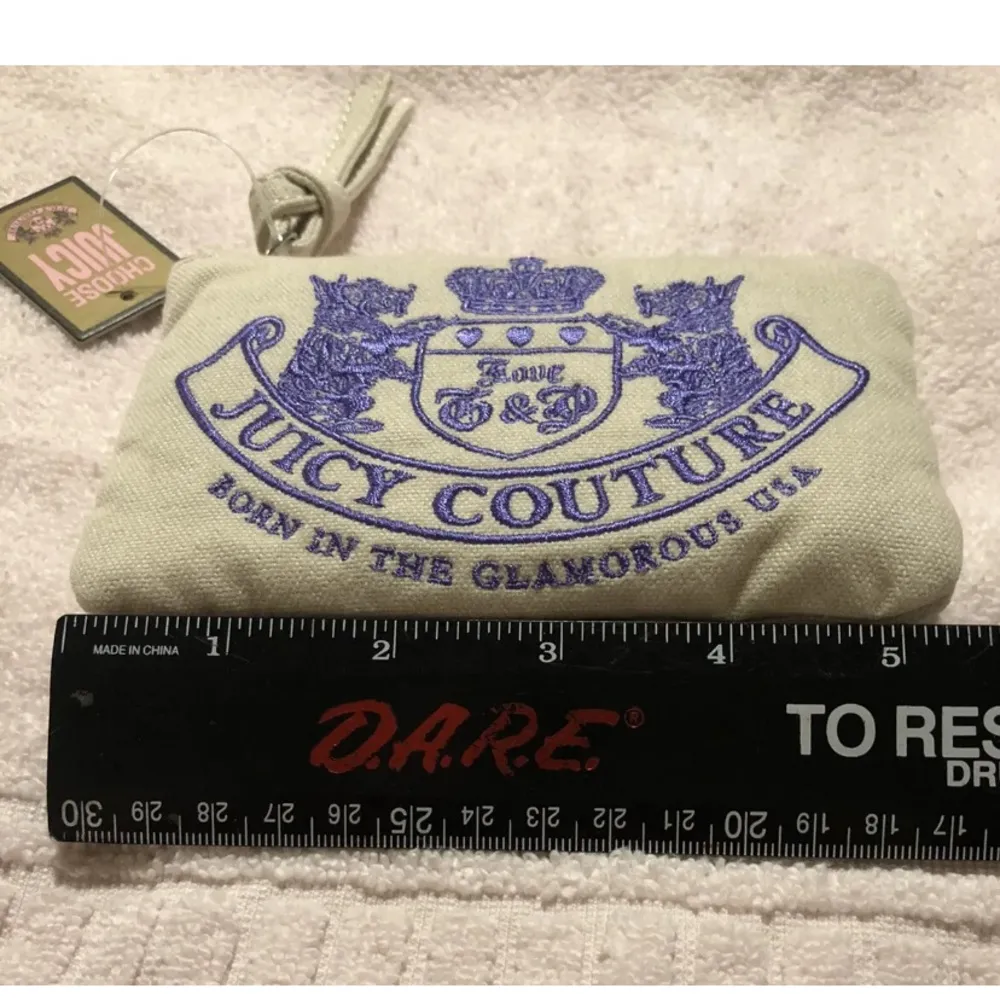 CHOOSE
JUICY
Love
G & P
JUICY COUTURE
BORN IN THE GLAMOROUS USA
MADE IN CHINA
1 2 3 4 5
D.A.R.E.®
TO RES
DR
30 29 28 27 26 25 24 23 22 21 20 19 18 17